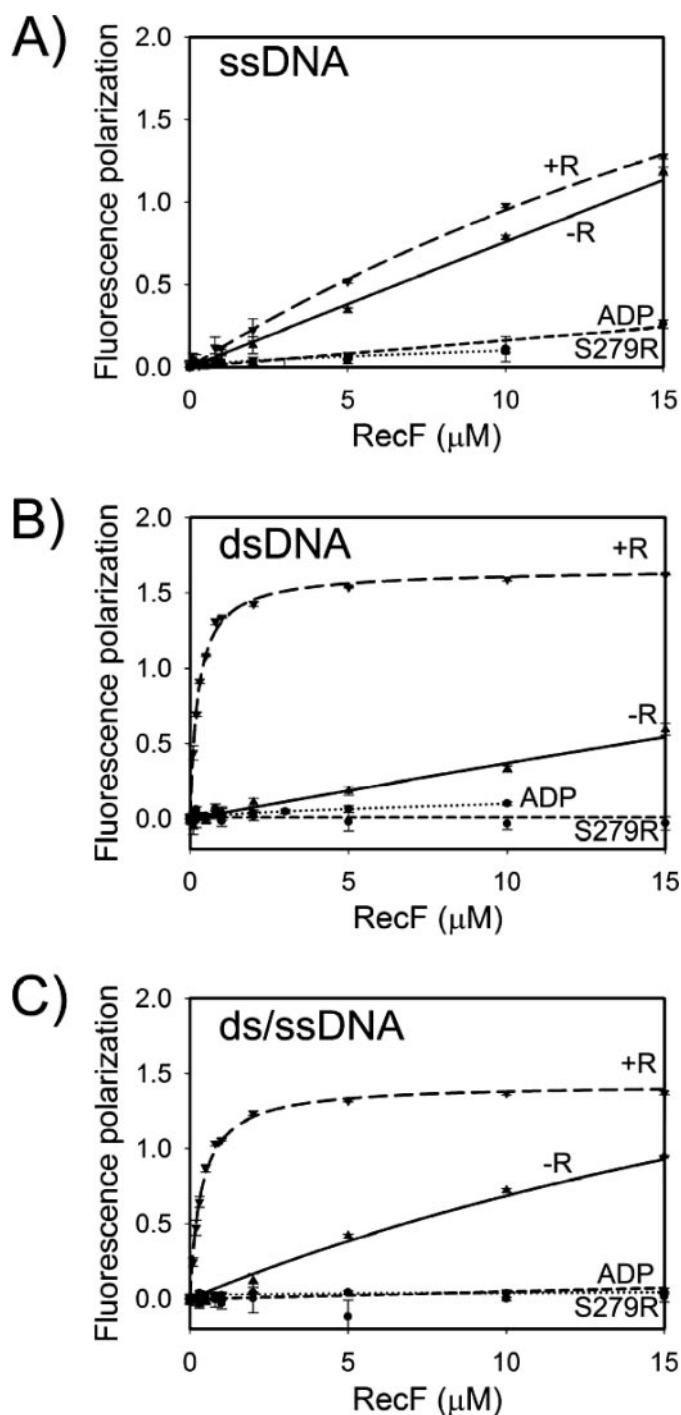 A)
ssDNA
Fluorescence polarization
2.0
1.5
1.0
0.5
0.0
+R
-R
ADP
S279R
0
5
10
15
RecF (μM)
B)
dsDNA
Fluorescence polarization
2.0
1.5
1.0
0.5
0.0
+R
-R
ADP
S279R
0
5
10
15
RecF (μM)
C)
ds/ssDNA
Fluorescence polarization
2.0
1.5
1.0
0.5
0.0
+R
-R
ADP
S279R
0
5
10
15
RecF (μM)